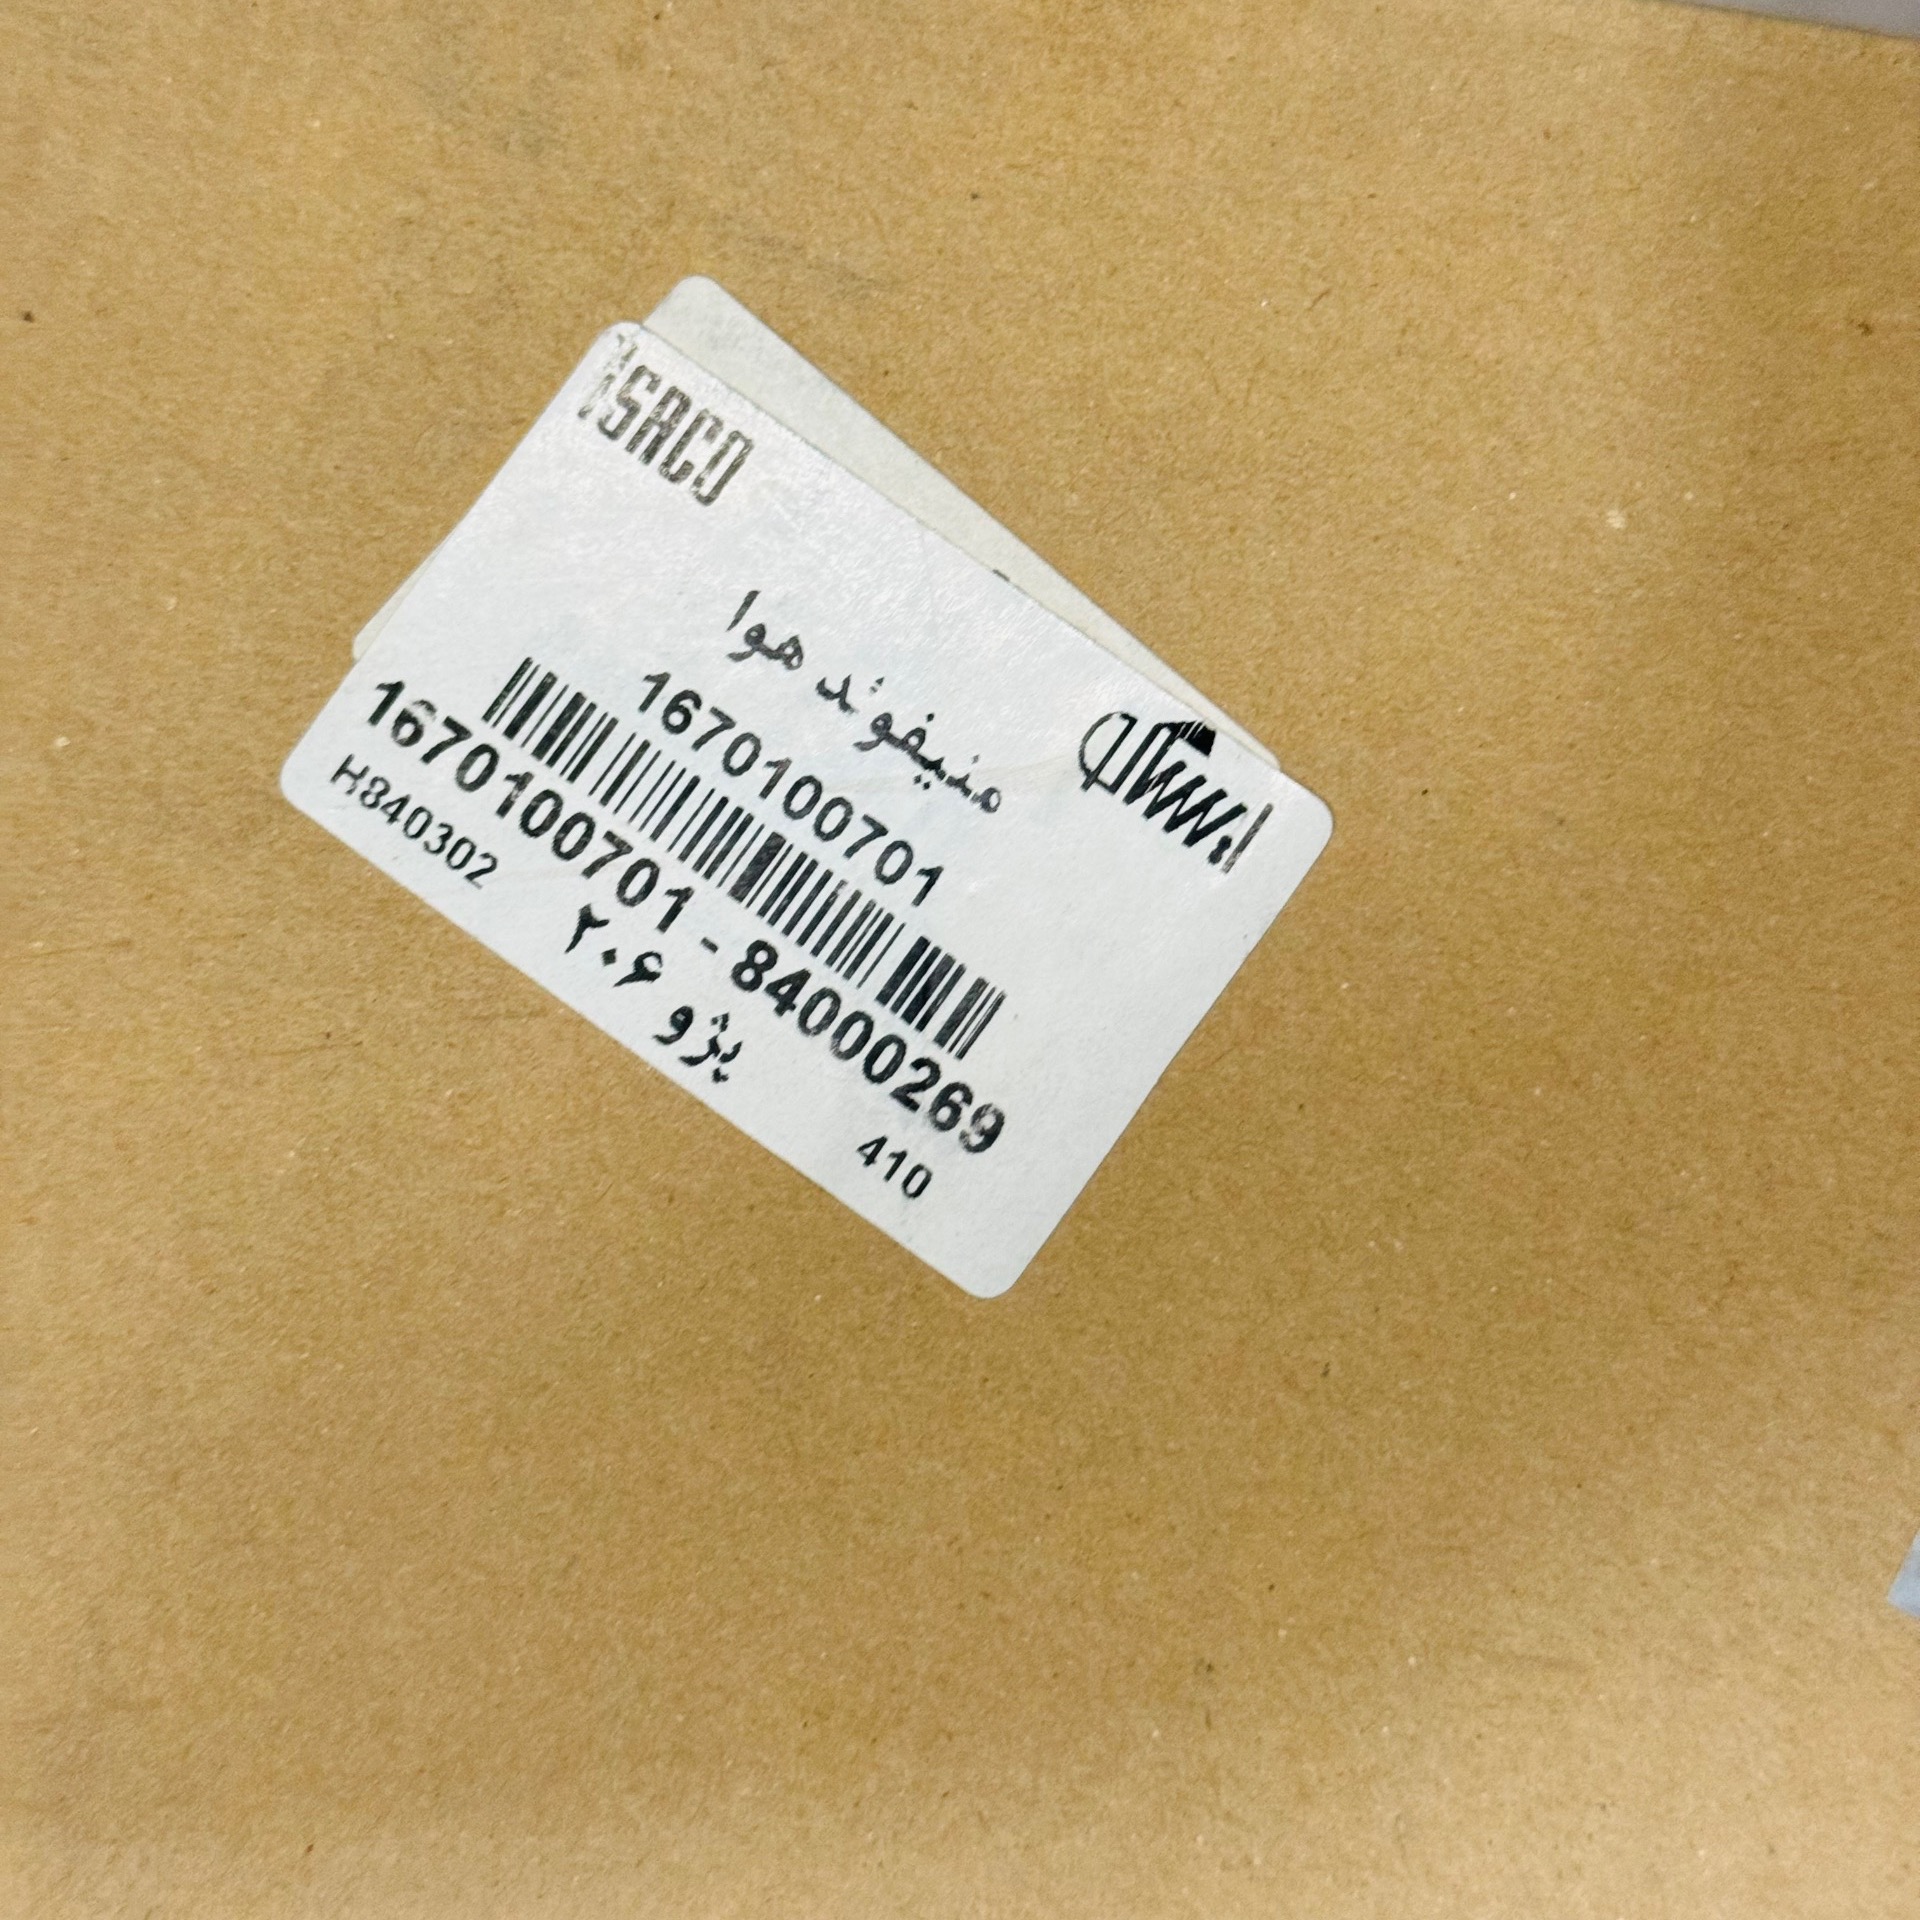 ISACO
ایساکو
منیفولد هوا
1670100701
1670100701 - 84000269
H840302
پژو ۲۰۶
410